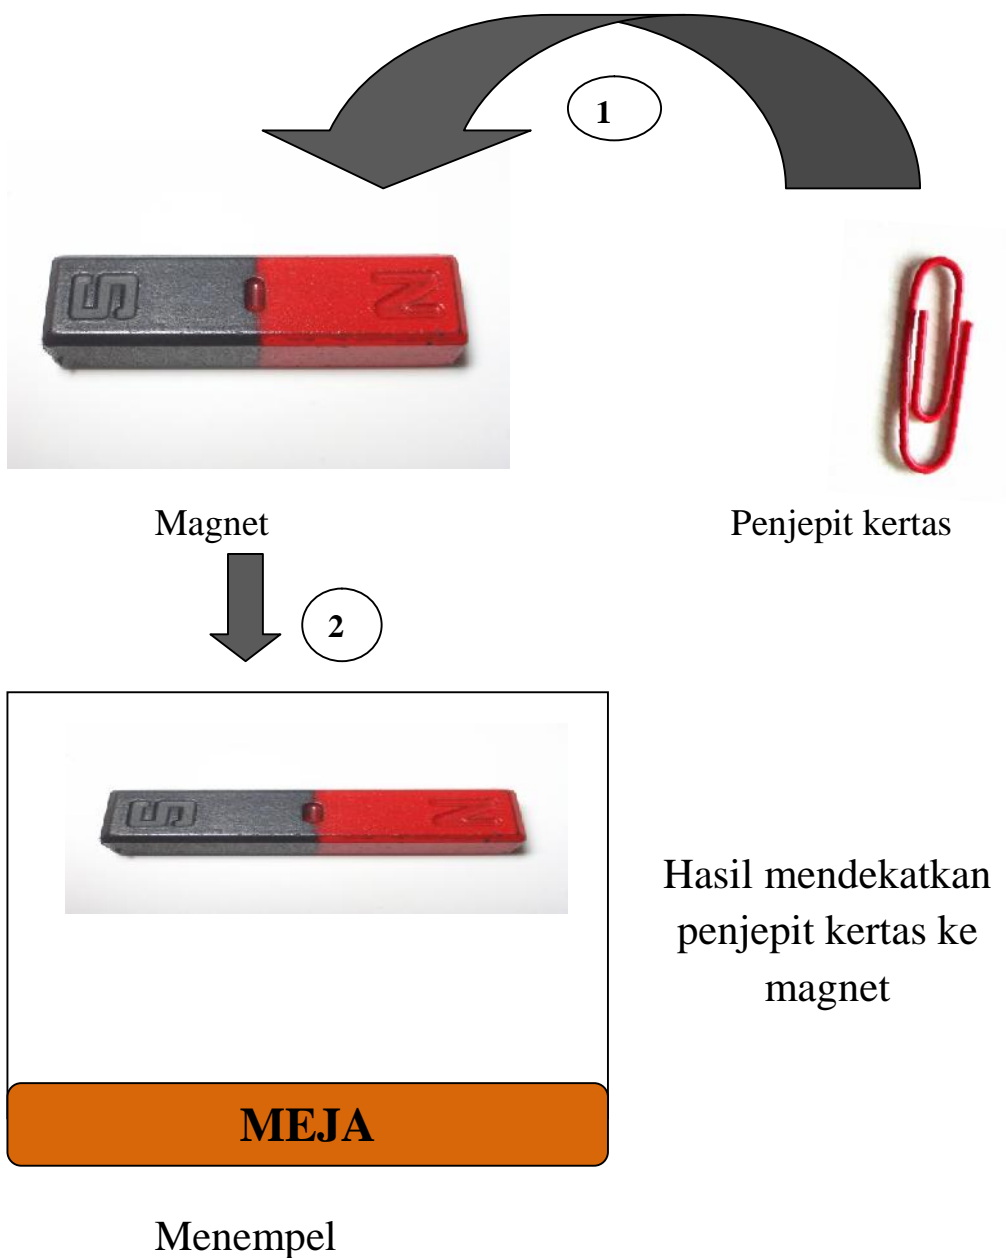 1
S N
Magnet
Penjepit kertas
2
S N
Hasil mendekatkan
penjepit kertas ke
magnet
MEJA
Menempel